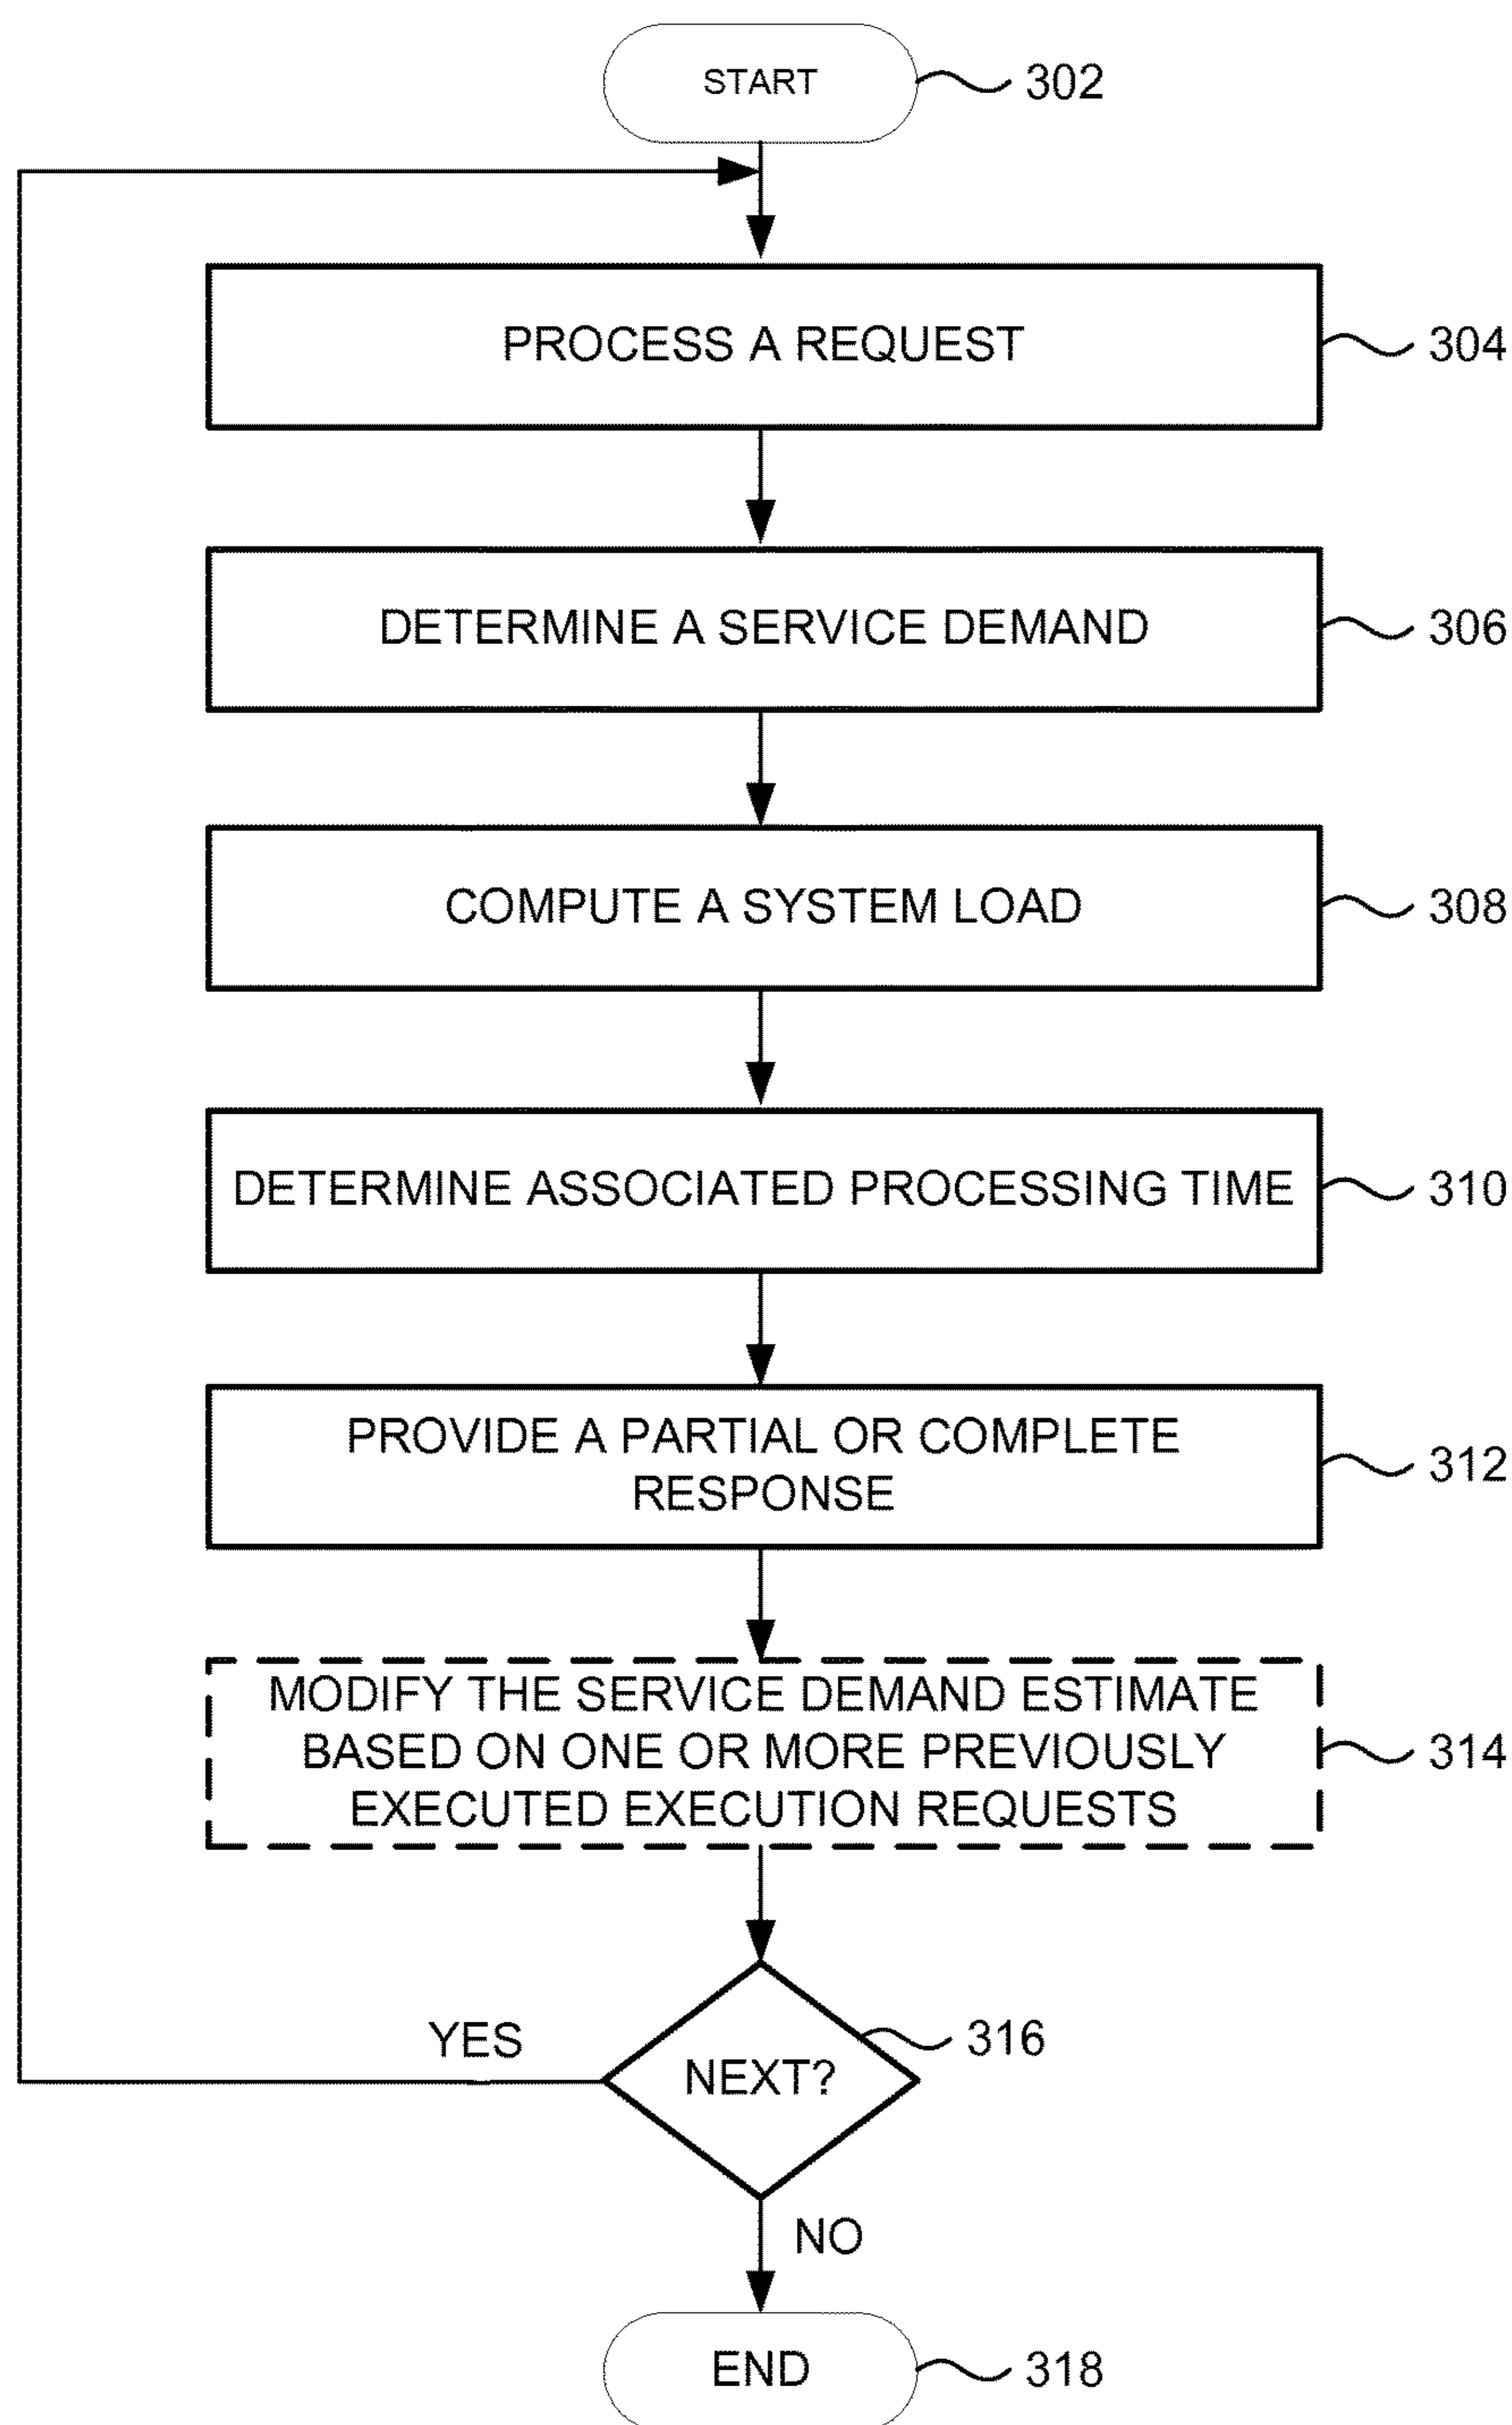 START
302
PROCESS A REQUEST
304
DETERMINE A SERVICE DEMAND
306
COMPUTE A SYSTEM LOAD
308
DETERMINE ASSOCIATED PROCESSING TIME
310
PROVIDE A PARTIAL OR COMPLETE
RESPONSE
312
MODIFY THE SERVICE DEMAND ESTIMATE
BASED ON ONE OR MORE PREVIOUSLY
EXECUTED EXECUTION REQUESTS
314
YES
NEXT?
316
NO
END
318